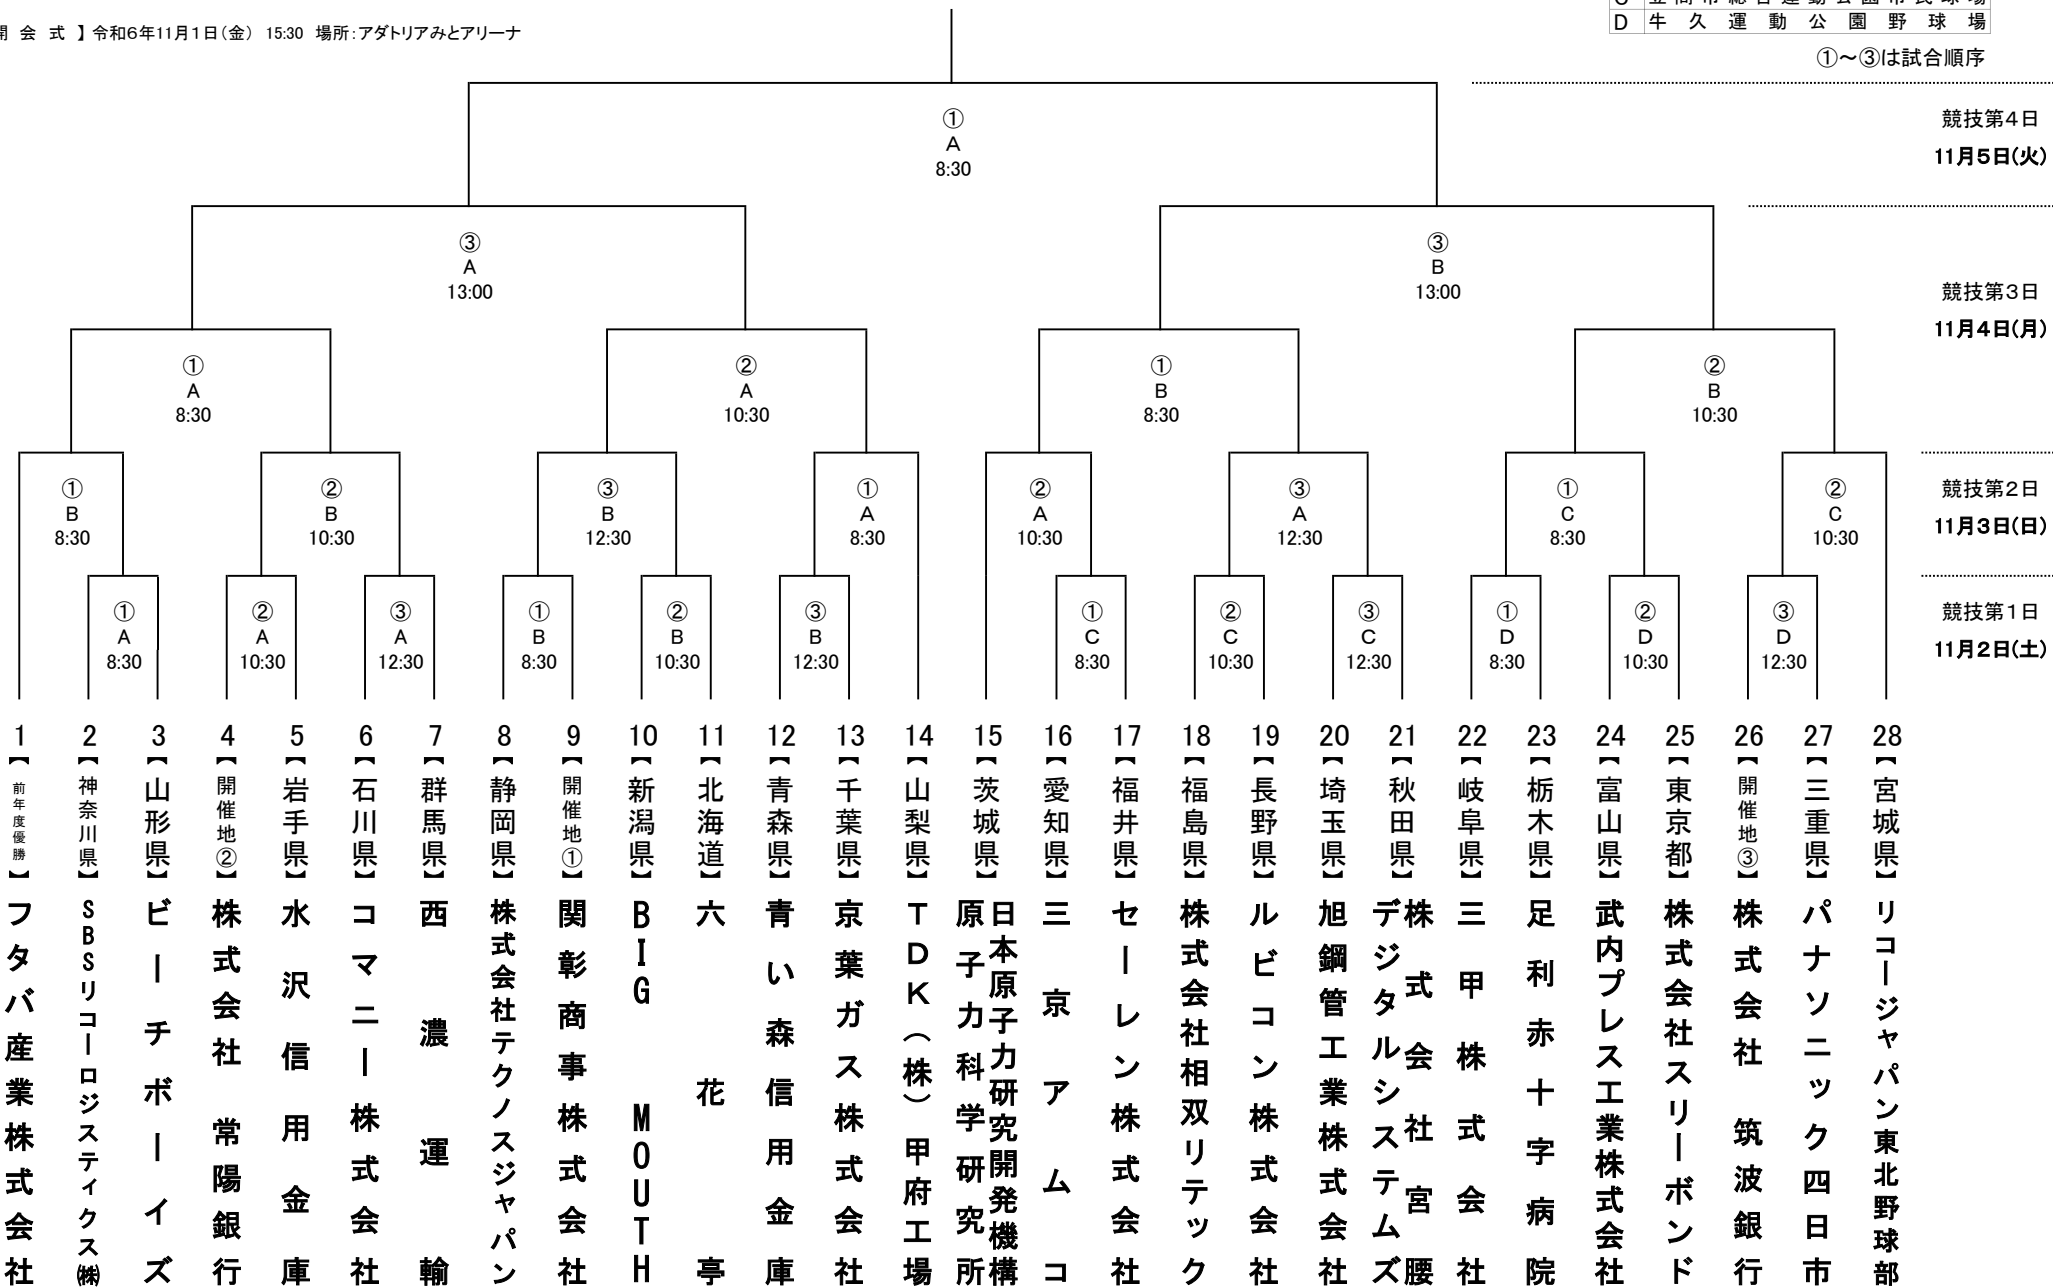 会 式 】 令和6年11月1日(金) 15:30 場所:アダトリアみとアリーナ
D 牛久運動公園野球場
①～③は試合順序
① A 8:30
競技第4日
11月5日(火)
③ A 13:00
③ B 13:00
競技第3日
11月4日(月)
① A 8:30
② A 10:30
① B 8:30
② B 10:30
① B 8:30
② B 10:30
③ B 12:30
① A 8:30
② A 10:30
③ A 12:30
① C 8:30
② C 10:30
競技第2日
11月3日(日)
① A 8:30
② A 10:30
③ A 12:30
① B 8:30
② B 10:30
③ B 12:30
① C 8:30
② C 10:30
③ C 12:30
① D 8:30
② D 10:30
③ D 12:30
競技第1日
11月2日(土)
1【前年度優勝】フタバ産業株式会社
2【神奈川県】SBSリコーロジスティクス㈱
3【山形県】ビーチボーイズ
4【開催地②】株式会社 常陽銀行
5【岩手県】水沢信用金庫
6【石川県】コマニー株式会社
7【群馬県】西濃運輸
8【静岡県】株式会社テクノスジャパン
9【開催地①】関彰商事株式会社
10【新潟県】BIG MOUTH
11【北海道】六花亭
12【青森県】青い森信用金庫
13【千葉県】京葉ガス株式会社
14【山梨県】TDK(株)甲府工場
15【茨城県】日本原子力研究開発機構
原子力科学研究所
16【愛知県】三京アムコ
17【福井県】セーレン株式会社
18【福島県】株式会社相双リテック
19【長野県】ルビコン株式会社
20【埼玉県】旭鋼管工業株式会社
21【秋田県】株式会社宮腰
デジタルシステムズ
22【岐阜県】三甲株式会社
23【栃木県】足利赤十字病院
24【富山県】武内プレス工業株式会社
25【東京都】株式会社スリーボンド
26【開催地③】株式会社 筑波銀行
27【三重県】パナソニック四日市
28【宮城県】リコージャパン東北野球部